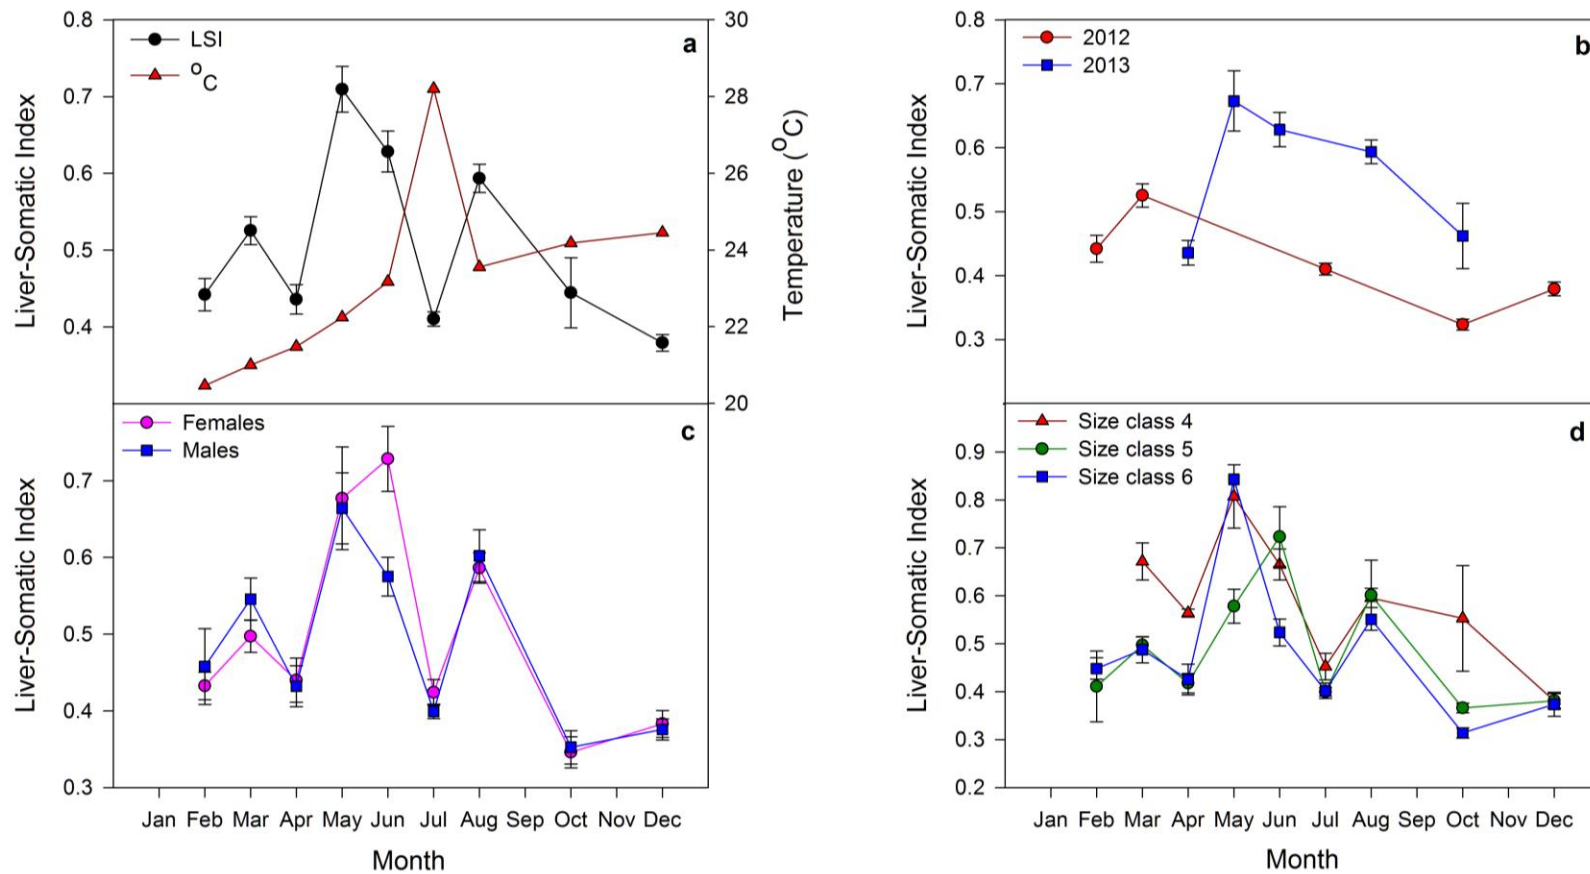 a
LSI
°C
0.8
0.7
0.6
0.5
0.4
Liver-Somatic Index
30
28
26
24
22
20
Temperature (°C)
b
2012
2013
0.8
0.7
0.6
0.5
0.4
0.3
Liver-Somatic Index
c
Females
Males
0.7
0.6
0.5
0.4
0.3
Liver-Somatic Index
Jan Feb Mar Apr May Jun Jul Aug Sep Oct Nov Dec
Month
d
Size class 4
Size class 5
Size class 6
0.9
0.8
0.7
0.6
0.5
0.4
0.3
0.2
Liver-Somatic Index
Jan Feb Mar Apr May Jun Jul Aug Sep Oct Nov Dec
Month